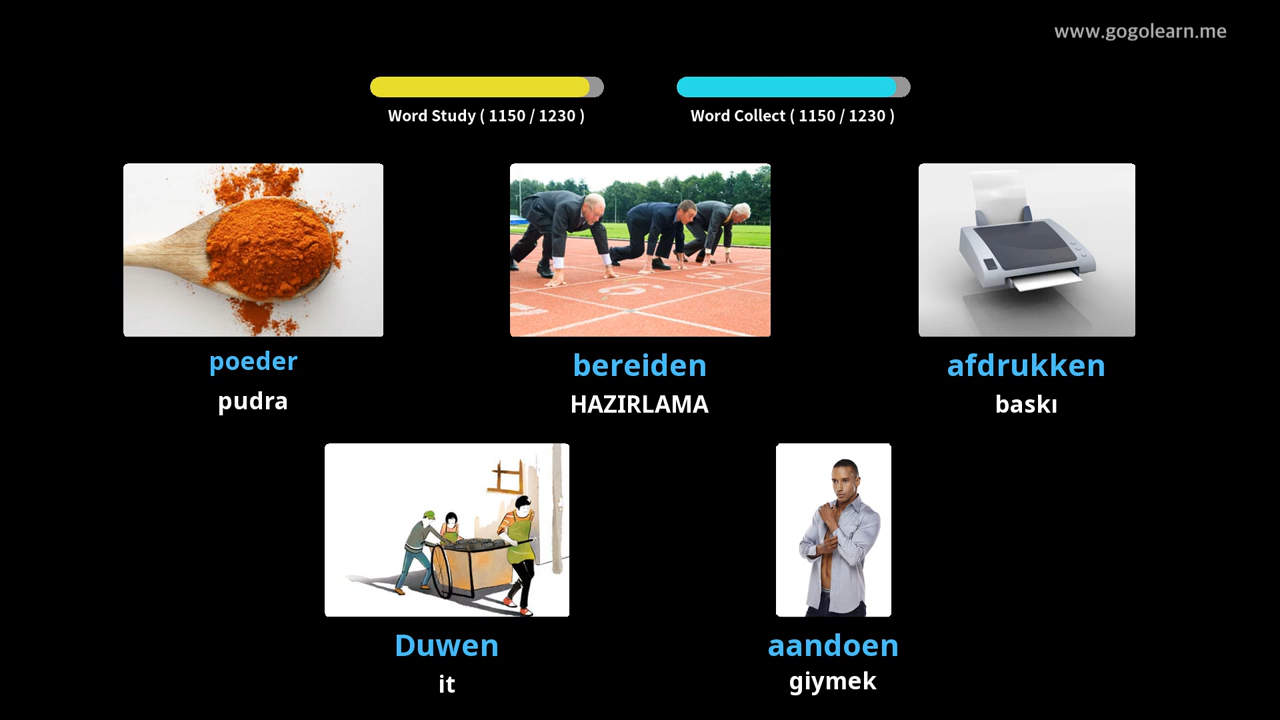 www.gogolearn.me
Word Study ( 1150 / 1230 )
Word Collect ( 1150 / 1230 )
poeder
pudra
bereiden
HAZIRLAMA
afdrukken
baskı
Duwen
it
aandoen
giymek